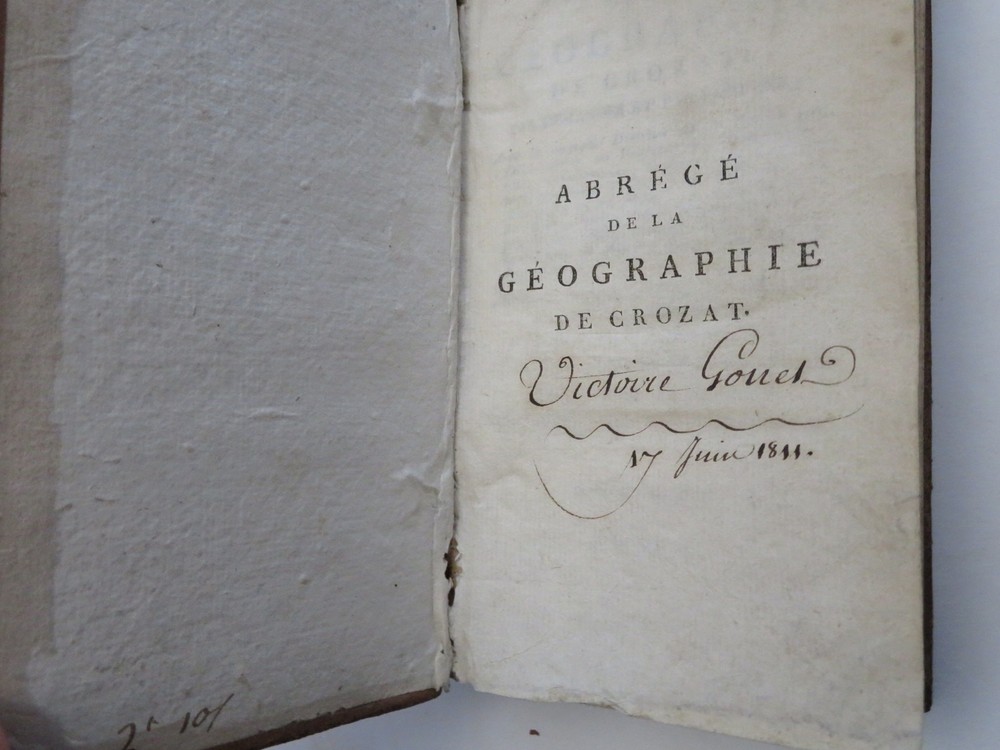 ABRÉGÉ
DE LA
GÉOGRAPHIE
DE CROZAT.
Victoire Gouet
17 Juin 1811.